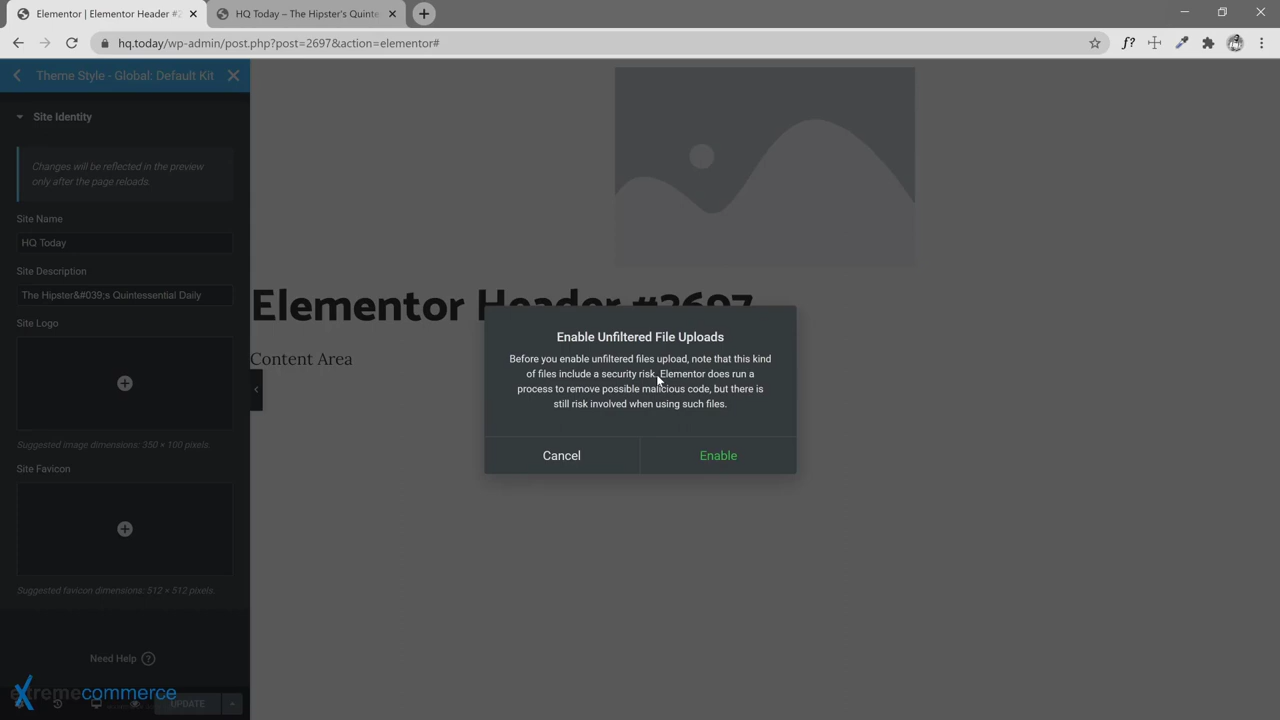 Elementor | Elementor Header #2
HQ Today – The Hipster's Quinte
hq.today/wp-admin/post.php?post=2697&action=elementor#
f?
Theme Style - Global: Default Kit
Site Identity
Changes will be reflected in the preview
only after the page reloads.
Site Name
HQ Today
Site Description
The Hipster&#039;s Quintessential Daily
Site Logo
Suggested image dimensions: 350 × 100 pixels.
Site Favicon
Suggested favicon dimensions: 512 × 512 pixels.
Need Help ?
extremecommerce
UPDATE
Elementor Header #2697
Content Area
Enable Unfiltered File Uploads
Before you enable unfiltered files upload, note that this kind
of files include a security risk. Elementor does run a
process to remove possible malicious code, but there is
still risk involved when using such files.
Cancel
Enable